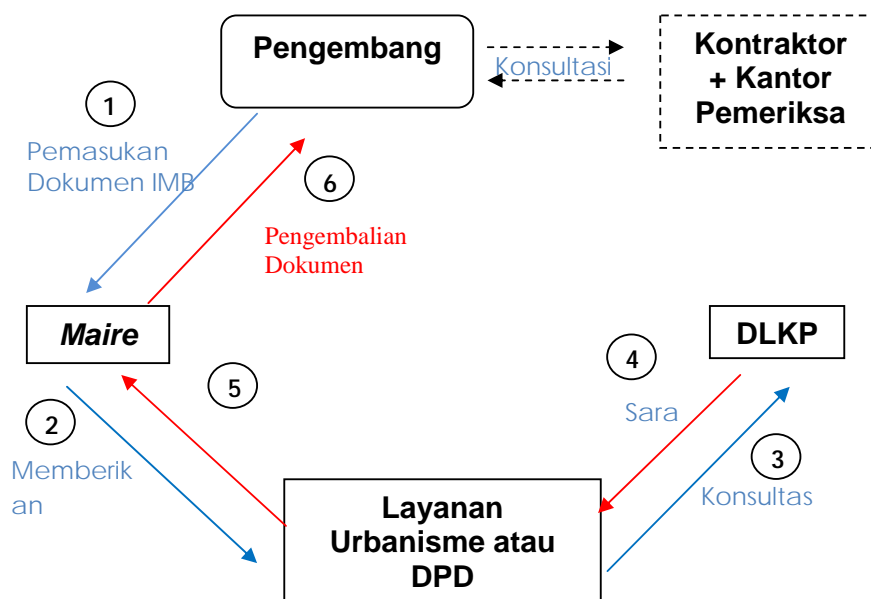 Pengembang
Konsultasi
Kontraktor
+ Kantor
Pemeriksa
1
Pemasukan
Dokumen IMB
6
Pengembalian
Dokumen
Maire
DLKP
5
4
2
Sara
Memberik
an
3
Konsultas
Layanan
Urbanisme atau
DPD